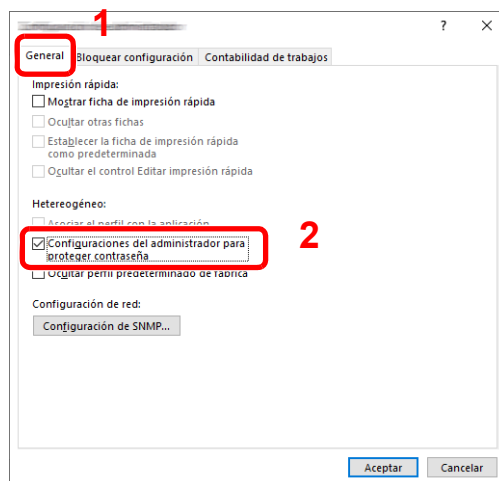 1
? ×
General Bloquear configuración Contabilidad de trabajos
Impresión rápida:
Mostrar ficha de impresión rápida
Ocultar otras fichas
Establecer la ficha de impresión rápida
como predeterminada
Ocultar el control Editar impresión rápida
Hetereogéneo:
Asociar el perfil con la aplicación
Configuraciones del administrador para
proteger contraseña
2
Ocultar perfil predeterminado de fábrica
Configuración de red:
Configuración de SNMP...
Aceptar Cancelar